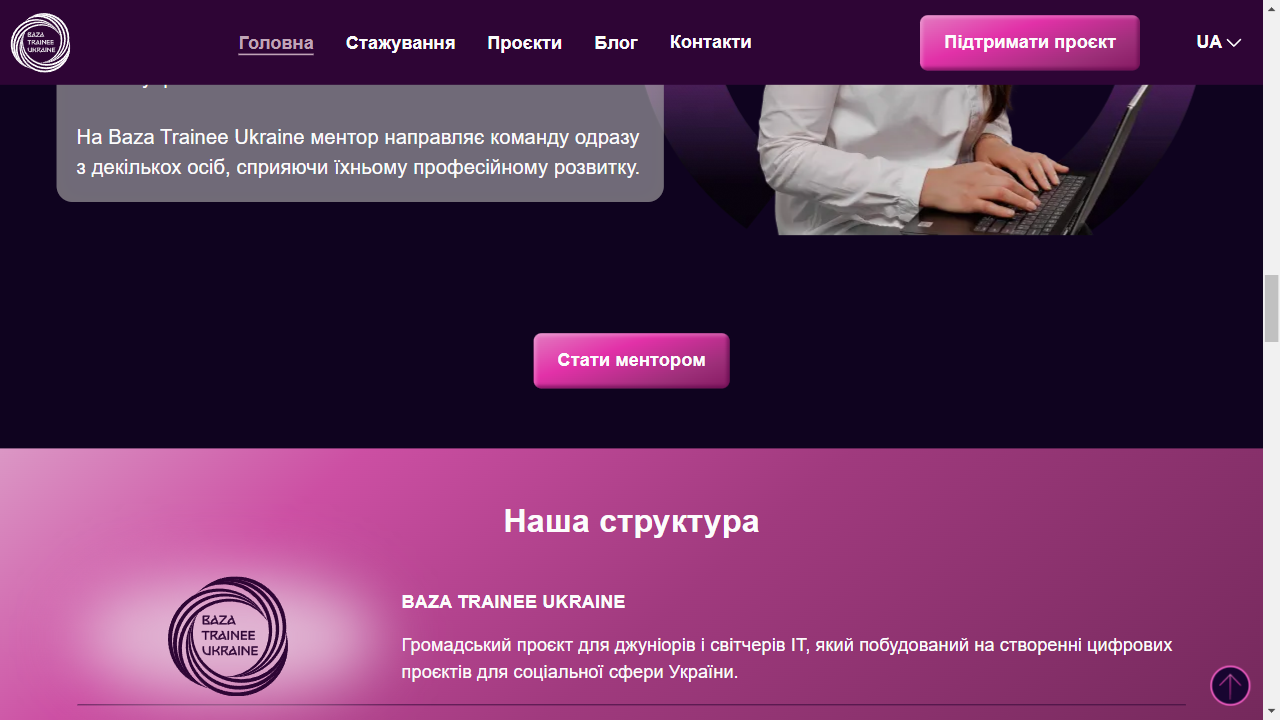 BAZA
TRAINEE
UKRAINE
Головна
Стажування
Проєкти
Блог
Контакти
Підтримати проєкт
UA
На Baza Trainee Ukraine ментор направляє команду одразу
з декількох осіб, сприяючи їхньому професійному розвитку.
Стати ментором
Наша структура
BAZA
TRAINEE
UKRAINE
BAZA TRAINEE UKRAINE
Громадський проєкт для джуніорів і світчерів ІТ, який побудований на створенні цифрових
проєктів для соціальної сфери України.